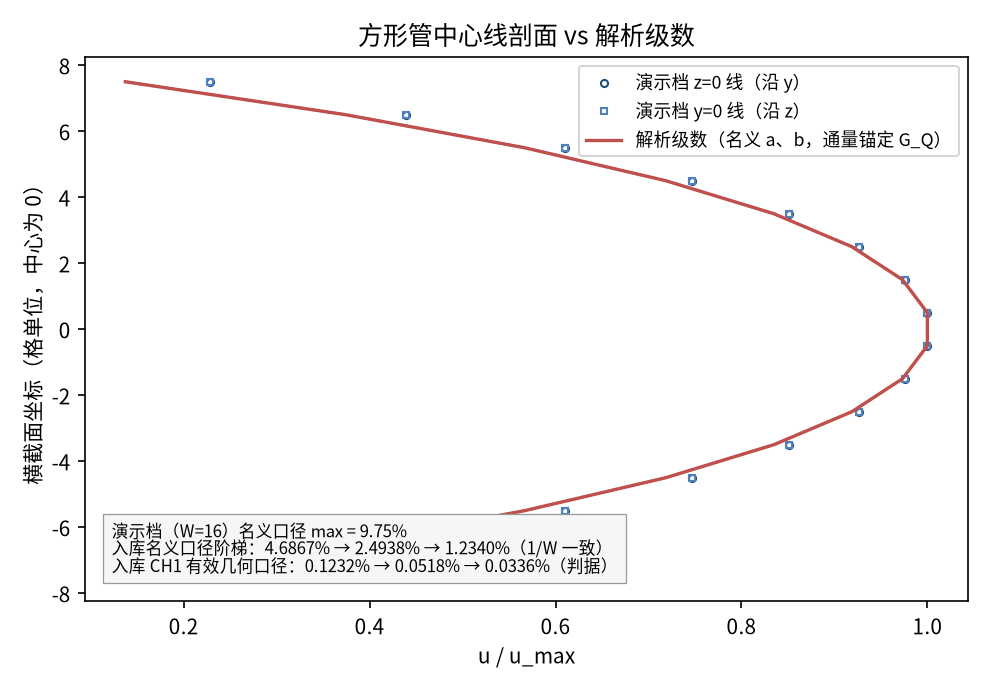 方形管中心线剖面 vs 解析级数
演示档 z=0 线（沿 y）
演示档 y=0 线（沿 z）
解析级数（名义 a、b，通量锚定 G_Q）
横截面坐标（格单位，中心为 0）
8
6
4
2
0
-2
-4
-6
-8
演示档（W=16）名义口径 max = 9.75%
入库名义口径阶梯：4.6867% → 2.4938% → 1.2340%（1/W 一致）
入库 CH1 有效几何口径：0.1232% → 0.0518% → 0.0336%（判据）
0.2
0.4
0.6
0.8
1.0
u / u_max